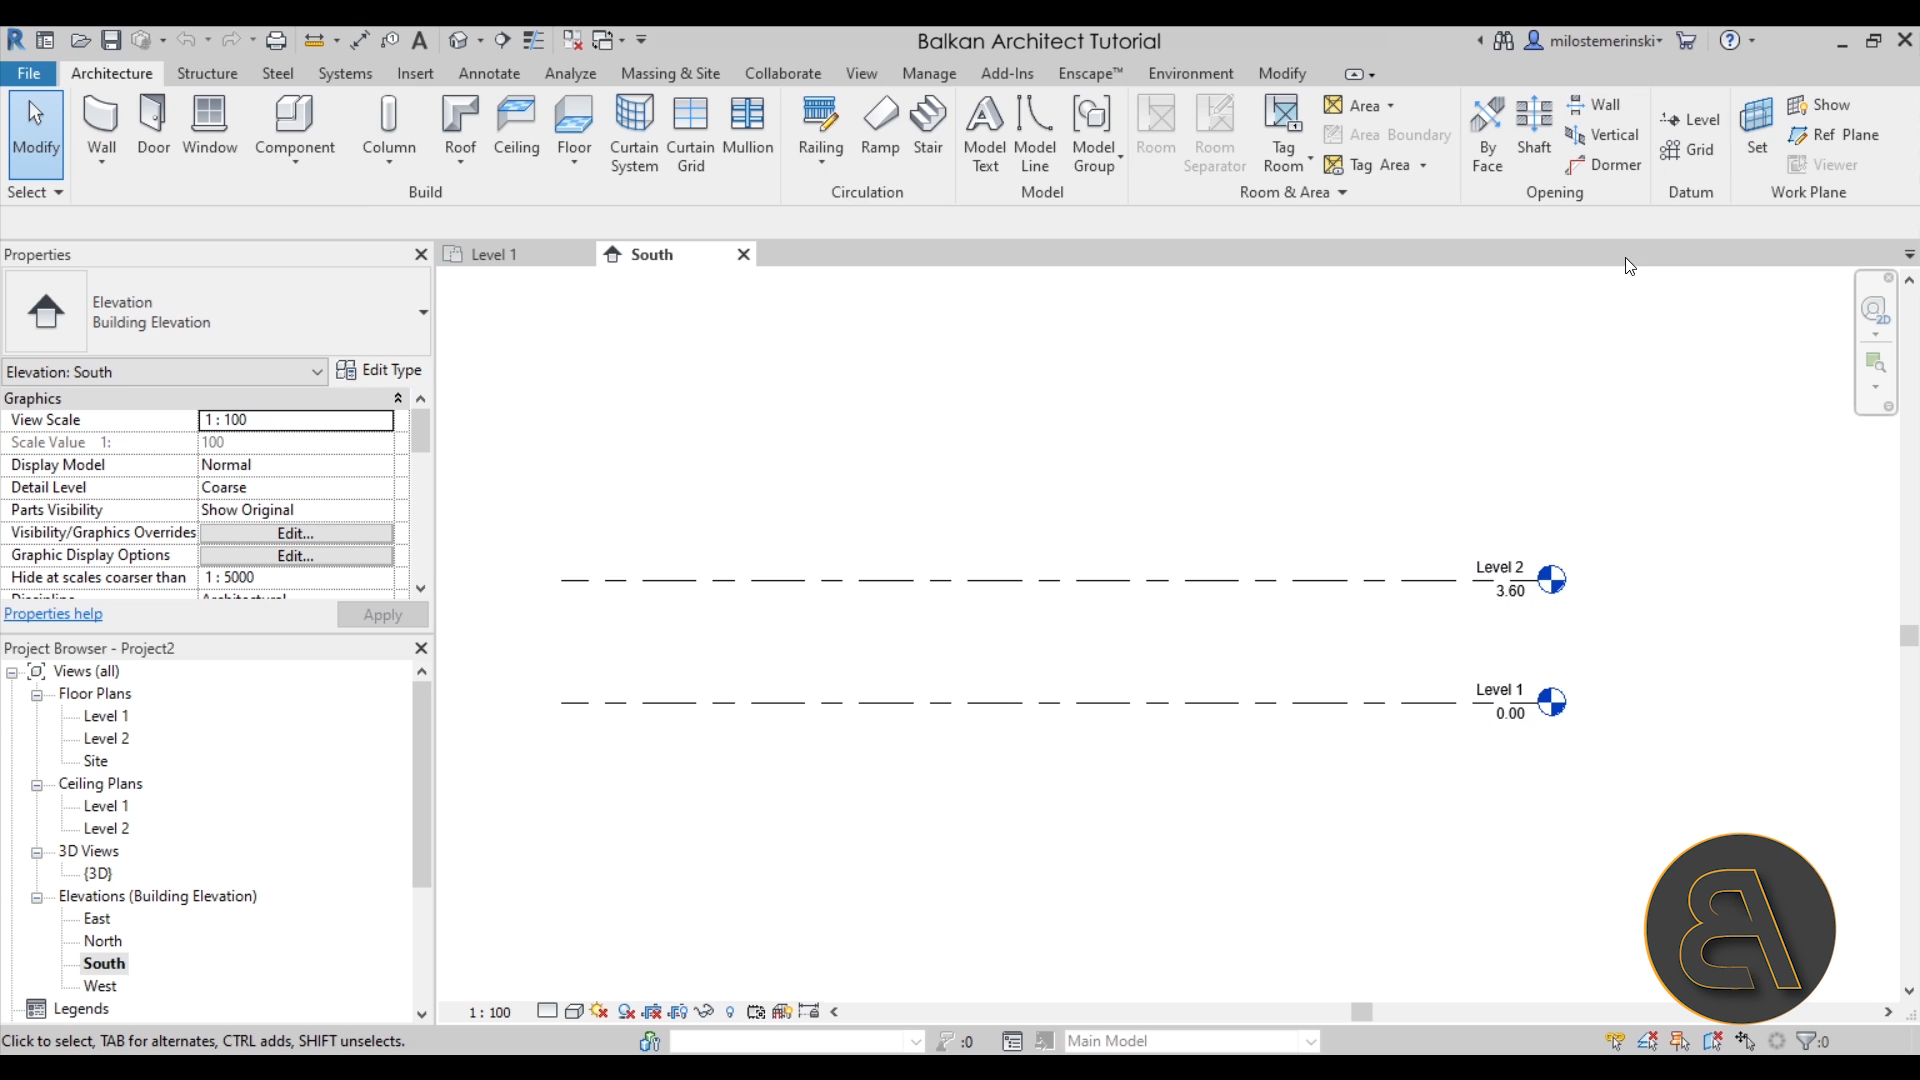 Balkan Architect Tutorial
milostemerinski
File Architecture Structure Steel Systems Insert Annotate Analyze Massing & Site Collaborate View Manage Add-Ins Enscape™ Environment Modify
Modify
Wall
Door
Window
Component
Column
Roof
Ceiling
Floor
Curtain System
Curtain Grid
Mullion
Railing
Ramp
Stair
Model Text
Model Line
Model Group
Room
Room Separator
Tag Room
Area
Area Boundary
Tag Area
By Face
Shaft
Wall
Vertical
Dormer
Level
Grid
Set
Show
Ref Plane
Viewer
Select
Build
Circulation
Model
Room & Area
Opening
Datum
Work Plane
Properties
Level 1
South
Elevation
Building Elevation
Elevation: South
Edit Type
Graphics
View Scale 1 : 100
Scale Value 1: 100
Display Model Normal
Detail Level Coarse
Parts Visibility Show Original
Visibility/Graphics Overrides Edit...
Graphic Display Options Edit...
Hide at scales coarser than 1 : 5000
Properties help
Apply
Project Browser - Project2
Views (all)
Floor Plans
Level 1
Level 2
Site
Ceiling Plans
Level 1
Level 2
3D Views
{3D}
Elevations (Building Elevation)
East
North
South
West
Legends
2D
Level 2
3.60
Level 1
0.00
1 : 100
Click to select, TAB for alternates, CTRL adds, SHIFT unselects.
:0
Main Model
:0